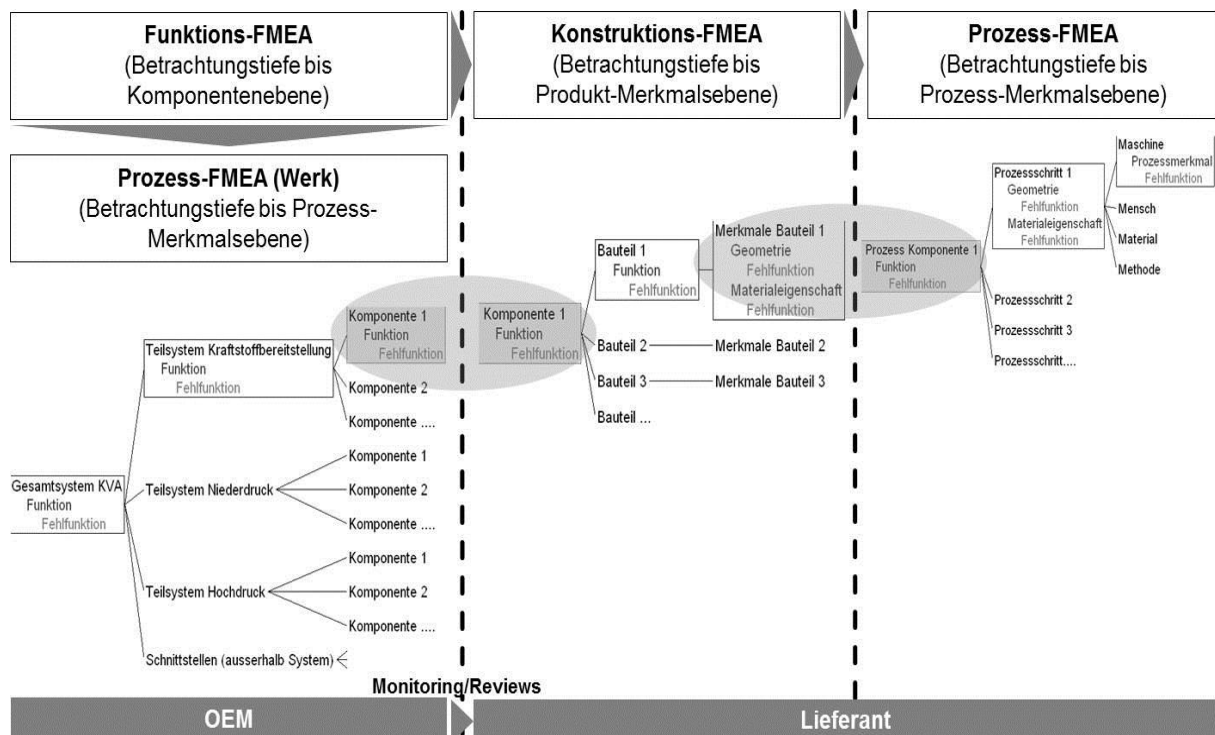 Funktions-FMEA
(Betrachtungstiefe bis
Komponentenebene)
Konstruktions-FMEA
(Betrachtungstiefe bis
Produkt-Merkmalsebene)
Prozess-FMEA
(Betrachtungstiefe bis
Prozess-Merkmalsebene)
Prozess-FMEA (Werk)
(Betrachtungstiefe bis Prozess-
Merkmalsebene)
Gesamtsystem KVA
Funktion
Fehlfunktion
Teilsystem Kraftstoffbereitstellung
Funktion
Fehlfunktion
Teilsystem Niederdruck
Teilsystem Hochdruck
Schnittstellen (ausserhalb System)
Komponente 1
Funktion
Fehlfunktion
Komponente 2
Komponente ....
Komponente 1
Komponente 2
Komponente ....
Komponente 1
Komponente 2
Komponente ....
Komponente 1
Funktion
Fehlfunktion
Bauteil 1
Funktion
Fehlfunktion
Bauteil 2
Bauteil 3
Bauteil ...
Merkmale Bauteil 1
Geometrie
Fehlfunktion
Materialeigenschaft
Fehlfunktion
Merkmale Bauteil 2
Merkmale Bauteil 3
Prozess Komponente 1
Funktion
Fehlfunktion
Prozessschritt 1
Geometrie
Fehlfunktion
Materialeigenschaft
Fehlfunktion
Prozessschritt 2
Prozessschritt 3
Prozessschritt....
Maschine
Prozessmerkmal
Fehlfunktion
Mensch
Material
Methode
Monitoring/Reviews
OEM
Lieferant